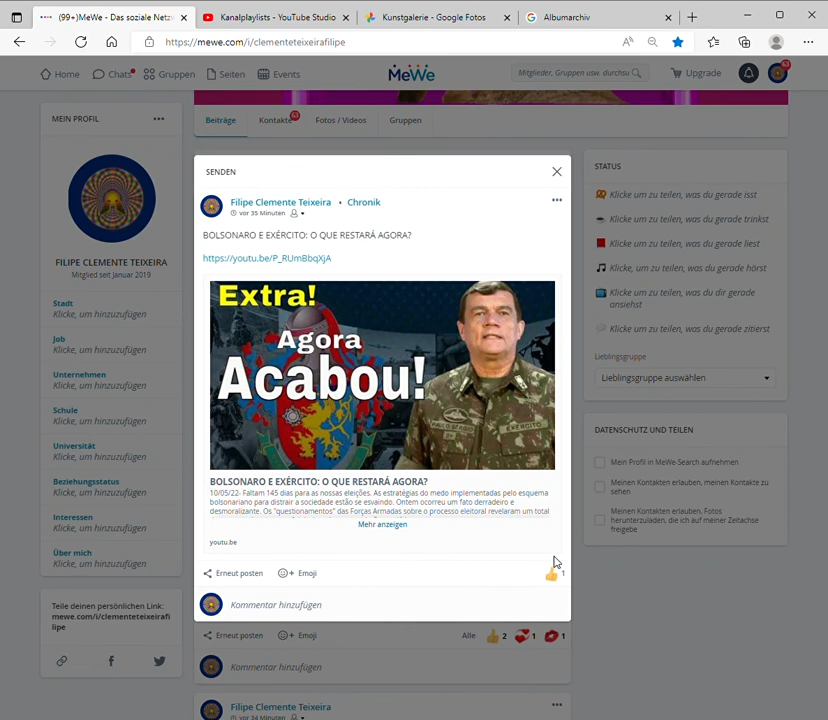 (99+)MeWe - Das soziale Netzw
Kanalplaylists - YouTube Studio
Kunstgalerie - Google Fotos
Albumarchiv
https://mewe.com/i/clementeteixeirafilipe
Home
Chats
Gruppen
Seiten
Events
MeWe
Mitglieder, Gruppen usw. durchsu
Upgrade
63
MEIN PROFIL
FILIPE CLEMENTE TEIXEIRA
Mitglied seit Januar 2019
Stadt
Klicke, um hinzuzufügen
Job
Klicke, um hinzuzufügen
Unternehmen
Klicke, um hinzuzufügen
Schule
Klicke, um hinzuzufügen
Universität
Klicke, um hinzuzufügen
Beziehungsstatus
Klicke, um hinzuzufügen
Interessen
Klicke, um hinzuzufügen
Über mich
Klicke, um hinzuzufügen
Teile deinen persönlichen Link:
mewe.com/i/clementeteixeirafi
lipe
Beiträge
Kontakte
63
Fotos / Videos
Gruppen
SENDEN
Filipe Clemente Teixeira • Chronik
vor 35 Minuten
BOLSONARO E EXÉRCITO: O QUE RESTARÁ AGORA?
https://youtu.be/P_RUmBbqXjA
Extra!
Agora
Acabou!
PAULO SERGIO
EXÉRCITO
BOLSONARO E EXÉRCITO: O QUE RESTARÁ AGORA?
10/05/22- Faltam 145 dias para as nossas eleições. As estratégias do medo implementadas pelo esquema
bolsonariano para distrair a sociedade estão se esvaindo. Ontem ocorreu um fato derradeiro e
desmoralizante. Os "questionamentos" das Forças Armadas sobre o processo eleitoral revelaram um total
Mehr anzeigen
youtu.be
Erneut posten
Emoji
1
Kommentar hinzufügen
Erneut posten
Emoji
Alle
2
1
1
Kommentar hinzufügen
Filipe Clemente Teixeira
vor 34 Minuten
STATUS
Klicke um zu teilen, was du gerade isst
Klicke um zu teilen, was du gerade trinkst
Klicke um zu teilen, was du gerade liest
Klicke, um zu teilen, was du gerade hörst
Klicke um zu teilen, was du dir gerade
ansiehst
Klicke um zu teilen, was du gerade zitierst
Lieblingsgruppe
Lieblingsgruppe auswählen
DATENSCHUTZ UND TEILEN
Mein Profil in MeWe-Search aufnehmen
Meinen Kontakten erlauben, meinen Kontakte zu
sehen
Meinen Kontakten erlauben, Fotos
herunterzuladen, die ich auf meiner Zeitachse
freigebe